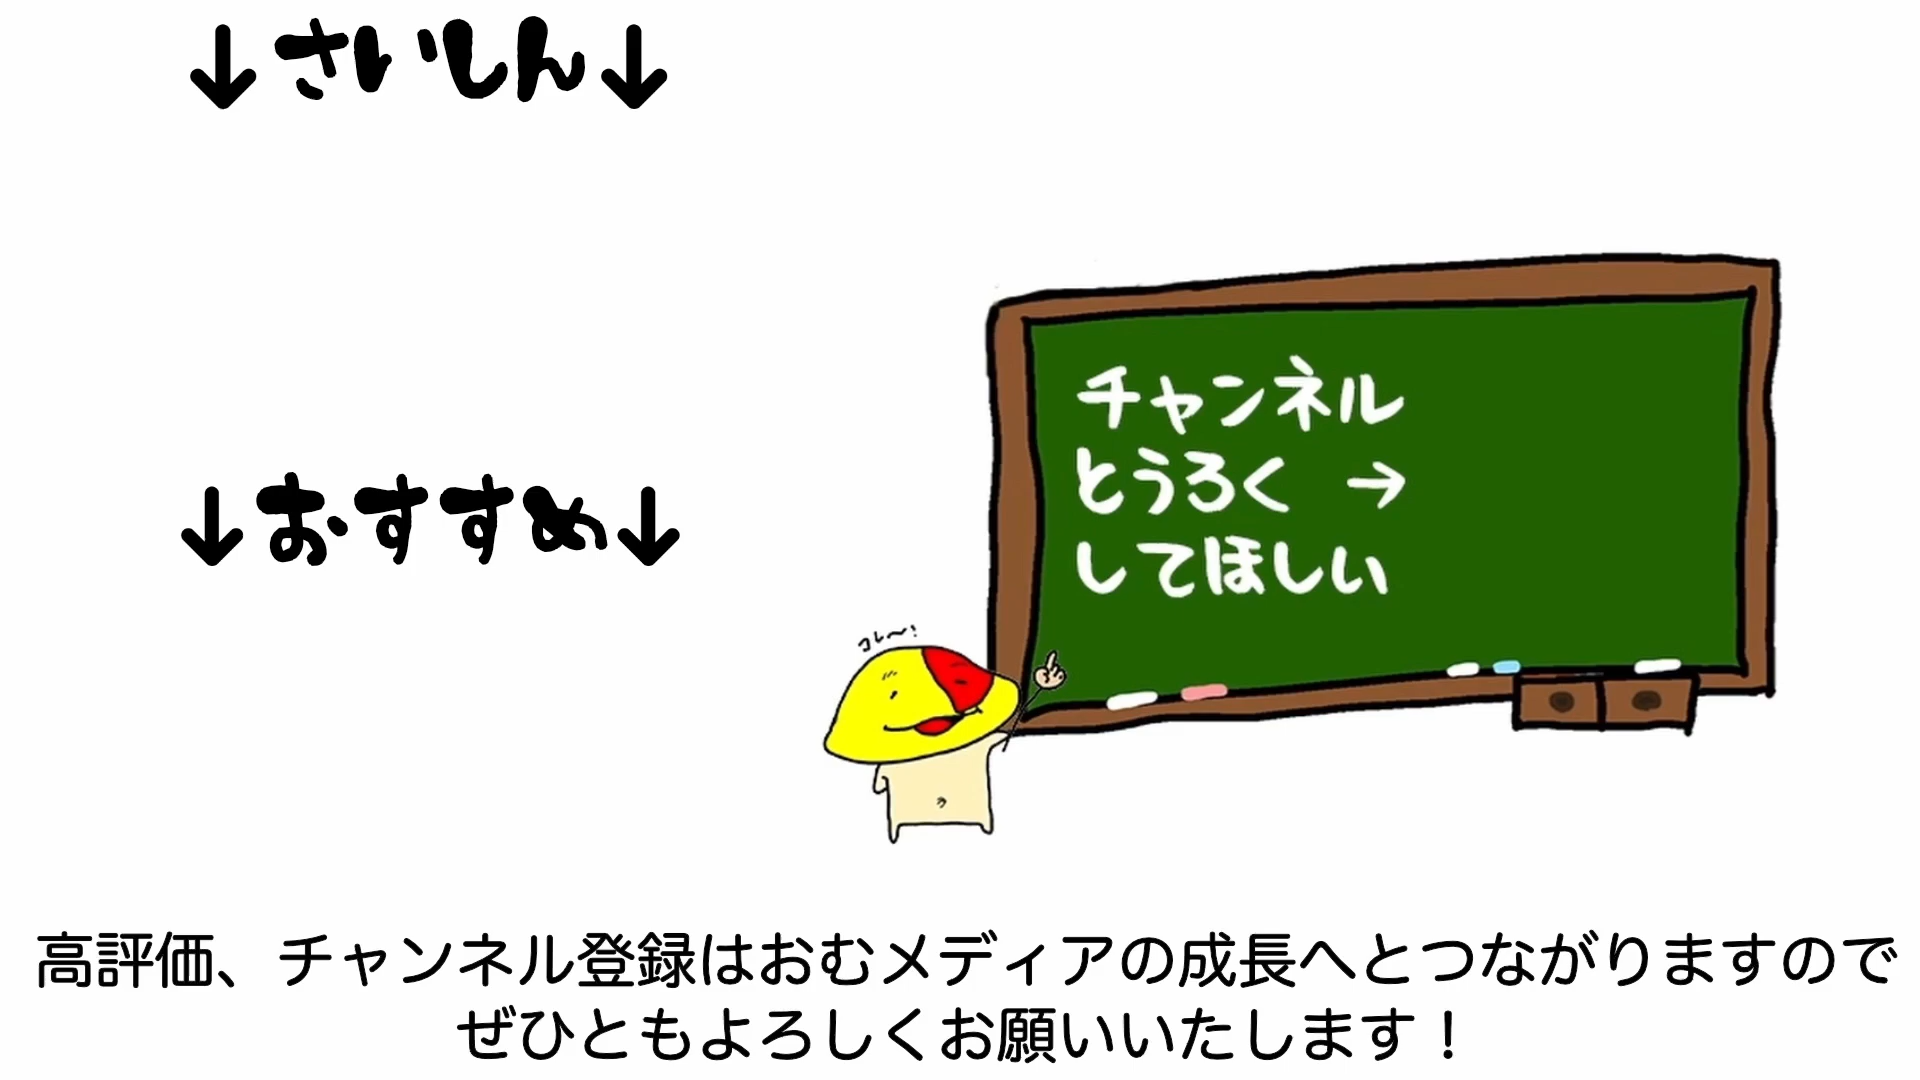 ↓さいしん↓
↓おすすめ↓
チャンネル
とうろく →
してほしい
コレ〜!
高評価、チャンネル登録はおむメディアの成長へとつながりますので
ぜひともよろしくお願いいたします！